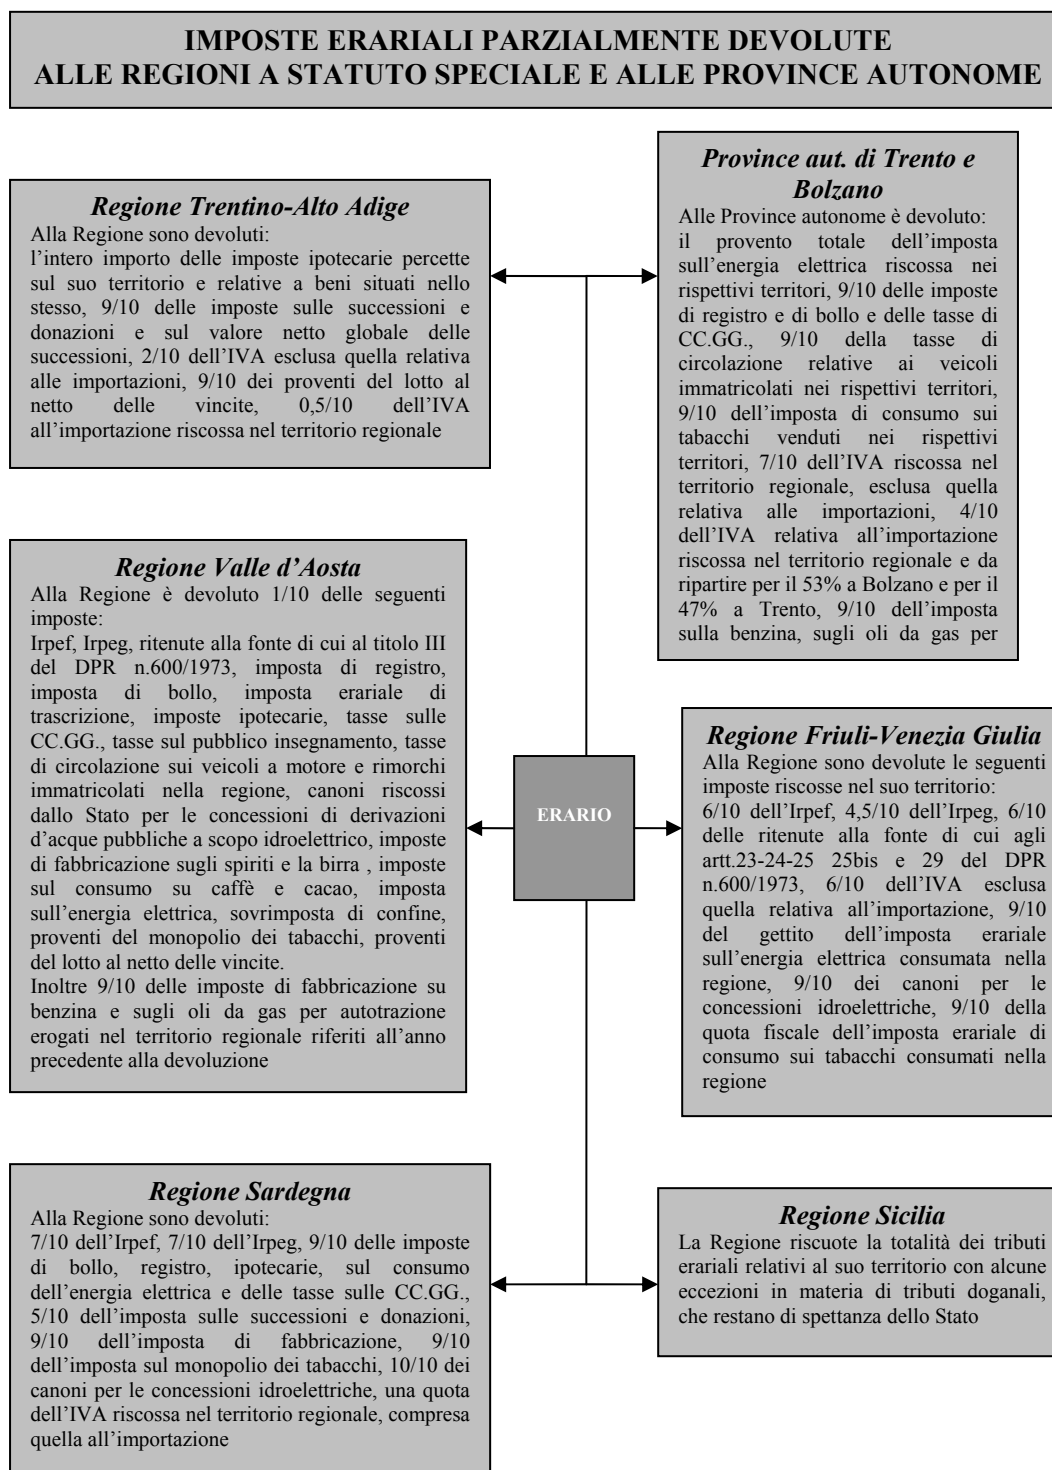 IMPOSTE ERARIALI PARZIALMENTE DEVOLUTE
ALLE REGIONI A STATUTO SPECIALE E ALLE PROVINCE AUTONOME
Regione Trentino-Alto Adige
Alla Regione sono devoluti:
l’intero importo delle imposte ipotecarie percette
sul suo territorio e relative a beni situati nello
stesso, 9/10 delle imposte sulle successioni e
donazioni e sul valore netto globale delle
successioni, 2/10 dell’IVA esclusa quella relativa
alle importazioni, 9/10 dei proventi del lotto al
netto delle vincite, 0,5/10 dell’IVA
all’importazione riscossa nel territorio regionale
Province aut. di Trento e
Bolzano
Alle Province autonome è devoluto:
il provento totale dell’imposta
sull’energia elettrica riscossa nei
rispettivi territori, 9/10 delle imposte
di registro e di bollo e delle tasse di
CC.GG., 9/10 della tasse di
circolazione relative ai veicoli
immatricolati nei rispettivi territori,
9/10 dell’imposta di consumo sui
tabacchi venduti nei rispettivi
territori, 7/10 dell’IVA riscossa nel
territorio regionale, esclusa quella
relativa alle importazioni, 4/10
dell’IVA relativa all’importazione
riscossa nel territorio regionale e da
ripartire per il 53% a Bolzano e per il
47% a Trento, 9/10 dell’imposta
sulla benzina, sugli oli da gas per
Regione Valle d’Aosta
Alla Regione è devoluto 1/10 delle seguenti
imposte:
Irpef, Irpeg, ritenute alla fonte di cui al titolo III
del DPR n.600/1973, imposta di registro,
imposta di bollo, imposta erariale di
trascrizione, imposte ipotecarie, tasse sulle
CC.GG., tasse sul pubblico insegnamento, tasse
di circolazione sui veicoli a motore e rimorchi
immatricolati nella regione, canoni riscossi
dallo Stato per le concessioni di derivazioni
d’acque pubbliche a scopo idroelettrico, imposte
di fabbricazione sugli spiriti e la birra , imposte
sul consumo su caffè e cacao, imposta
sull’energia elettrica, sovrimposta di confine,
proventi del monopolio dei tabacchi, proventi
del lotto al netto delle vincite.
Inoltre 9/10 delle imposte di fabbricazione su
benzina e sugli oli da gas per autotrazione
erogati nel territorio regionale riferiti all’anno
precedente alla devoluzione
ERARIO
Regione Friuli-Venezia Giulia
Alla Regione sono devolute le seguenti
imposte riscosse nel suo territorio:
6/10 dell’Irpef, 4,5/10 dell’Irpeg, 6/10
delle ritenute alla fonte di cui agli
artt.23-24-25 25bis e 29 del DPR
n.600/1973, 6/10 dell’IVA esclusa
quella relativa all’importazione, 9/10
del gettito dell’imposta erariale
sull’energia elettrica consumata nella
regione, 9/10 dei canoni per le
concessioni idroelettriche, 9/10 della
quota fiscale dell’imposta erariale di
consumo sui tabacchi consumati nella
regione
Regione Sardegna
Alla Regione sono devoluti:
7/10 dell’Irpef, 7/10 dell’Irpeg, 9/10 delle imposte
di bollo, registro, ipotecarie, sul consumo
dell’energia elettrica e delle tasse sulle CC.GG.,
5/10 dell’imposta sulle successioni e donazioni,
9/10 dell’imposta di fabbricazione, 9/10
dell’imposta sul monopolio dei tabacchi, 10/10 dei
canoni per le concessioni idroelettriche, una quota
dell’IVA riscossa nel territorio regionale, compresa
quella all’importazione
Regione Sicilia
La Regione riscuote la totalità dei tributi
erariali relativi al suo territorio con alcune
eccezioni in materia di tributi doganali,
che restano di spettanza dello Stato